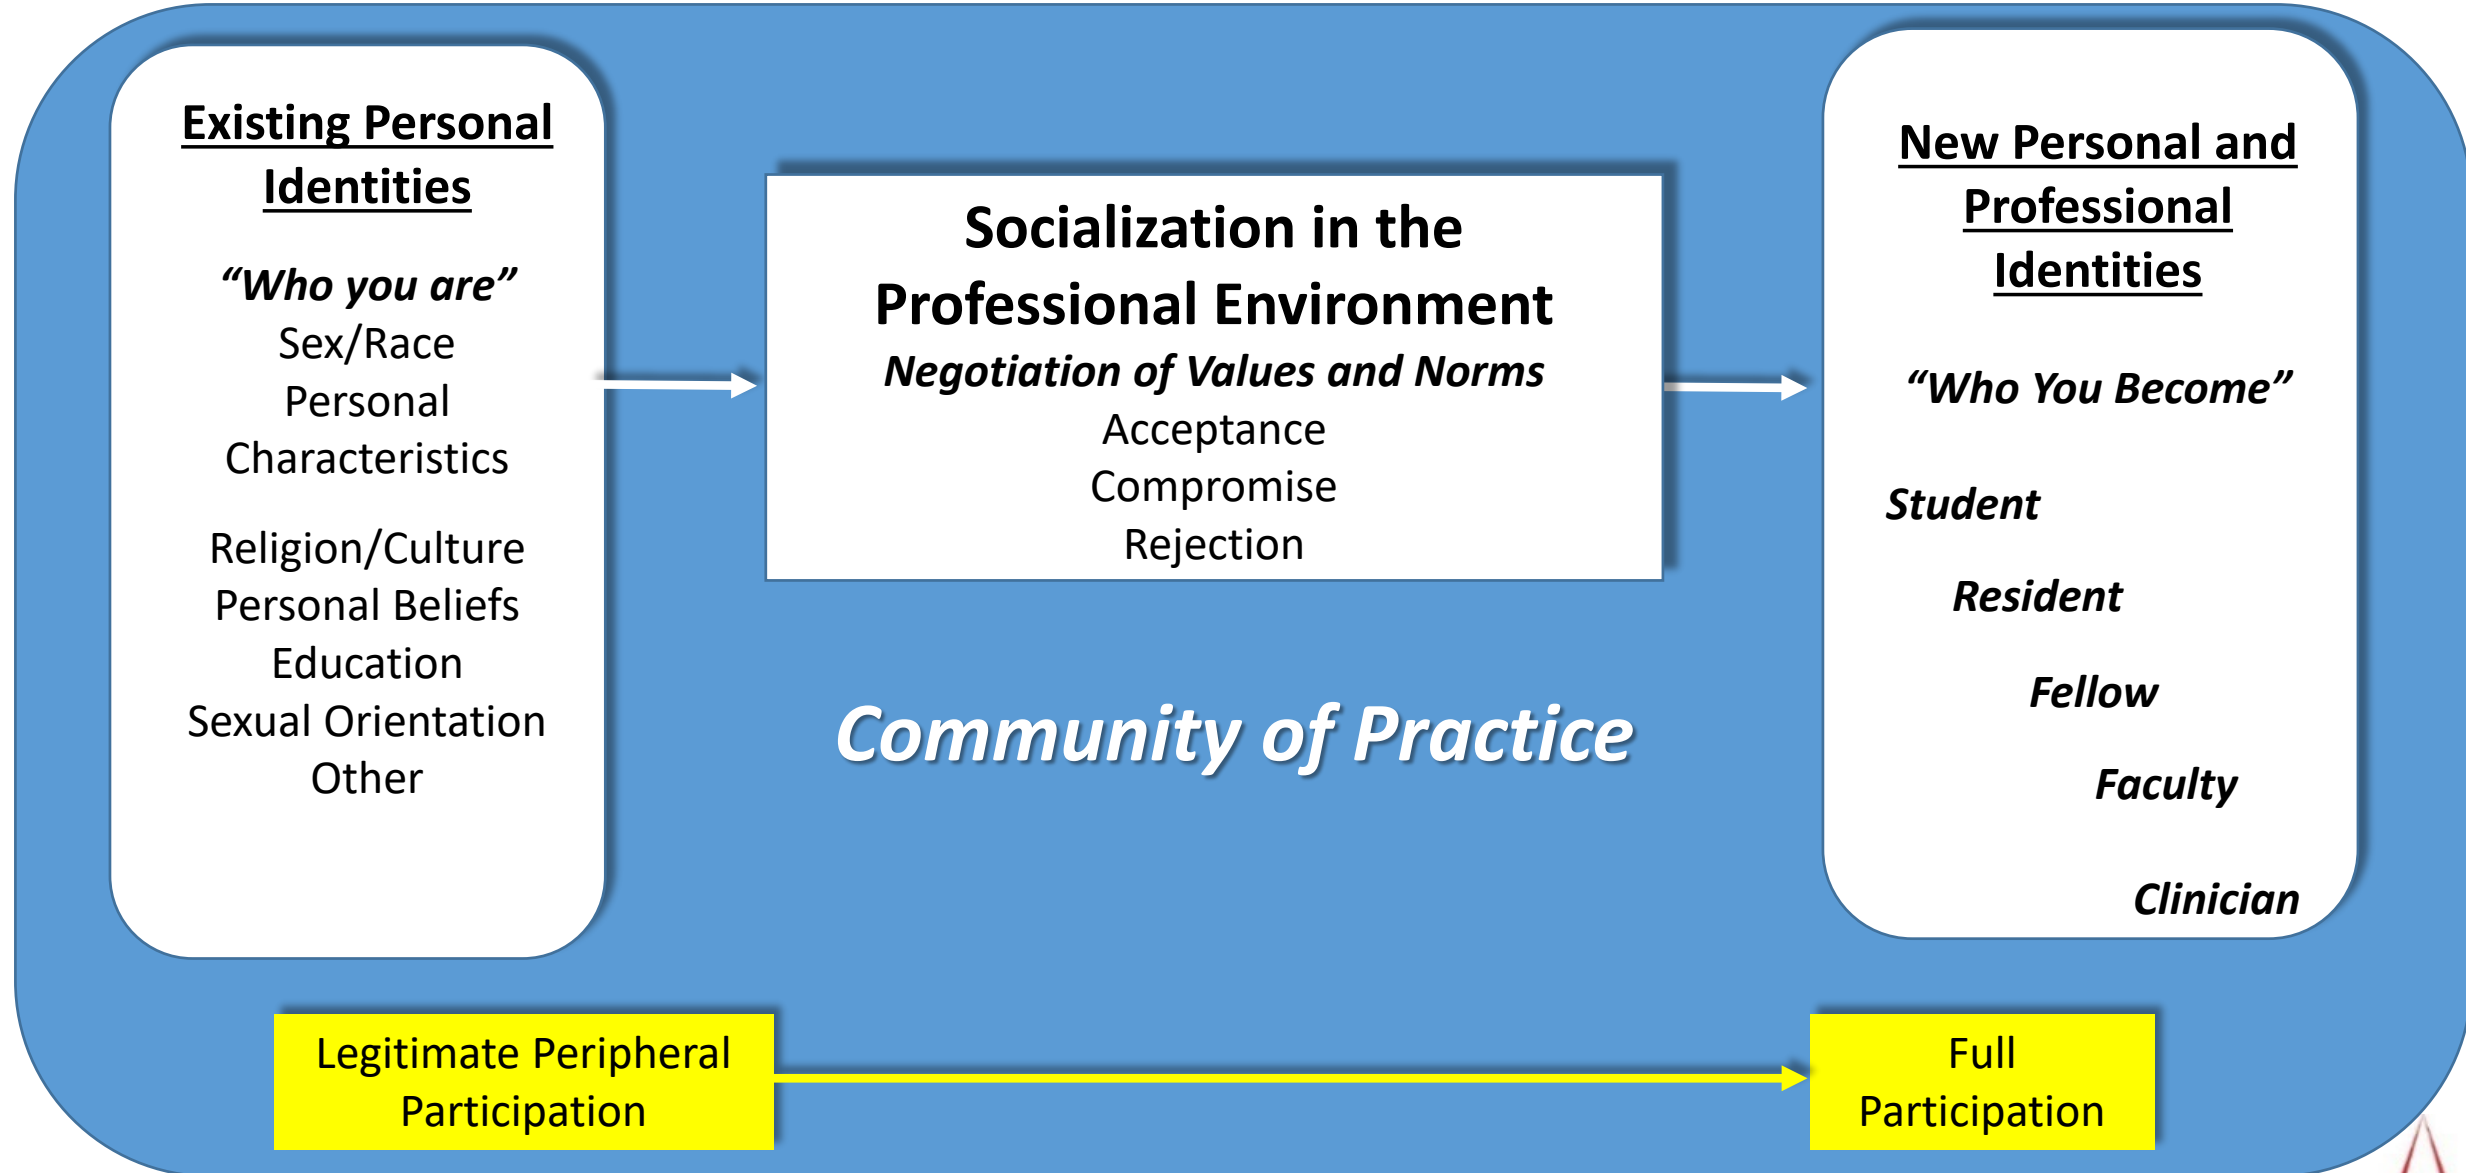 Existing Personal
Identities
“Who you are”
Sex/Race
Personal
Characteristics
Religion/Culture
Personal Beliefs
Education
Sexual Orientation
Other
Socialization in the
Professional Environment
Negotiation of Values and Norms
Acceptance
Compromise
Rejection
New Personal and
Professional
Identities
“Who You Become”
Student
Resident
Fellow
Faculty
Clinician
Community of Practice
Legitimate Peripheral
Participation
Full
Participation